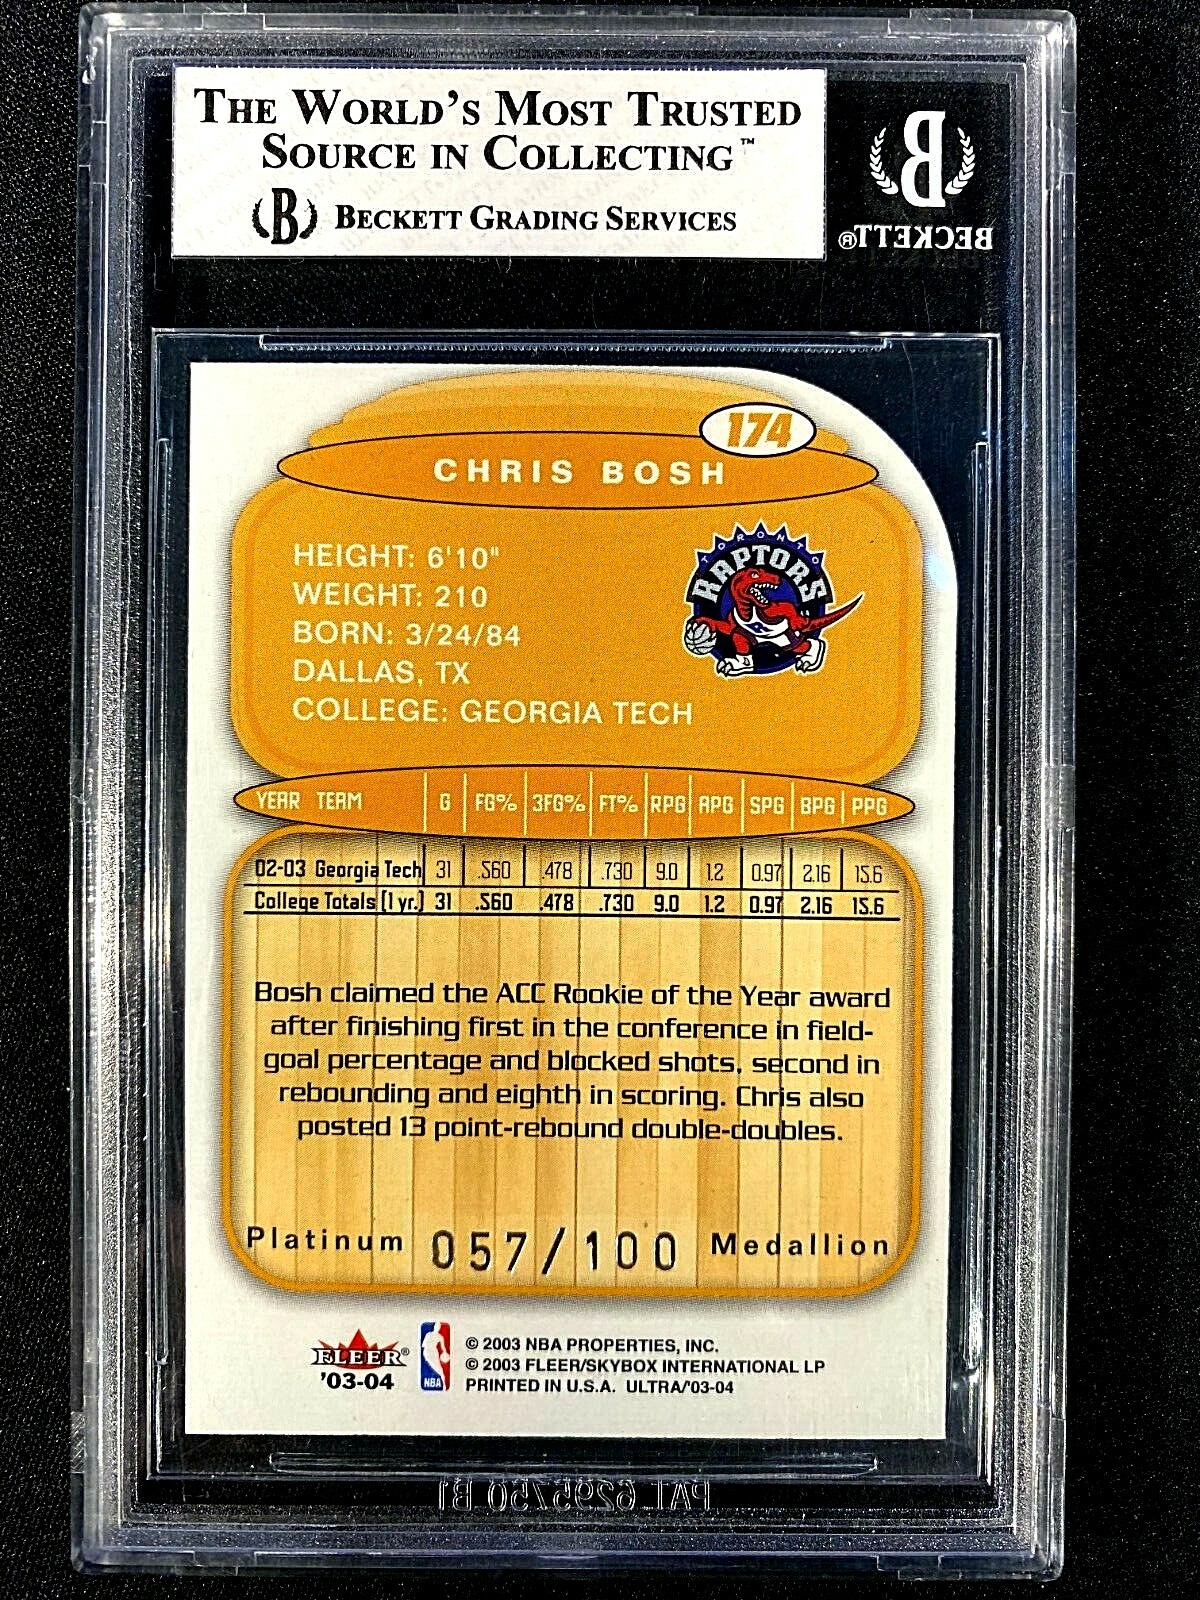 THE WORLD'S MOST TRUSTED
SOURCE IN COLLECTING™
B BECKETT GRADING SERVICES
B
BECKETT®
174
CHRIS BOSH
TORONTO
RAPTORS
HEIGHT: 6'10"
WEIGHT: 210
BORN: 3/24/84
DALLAS, TX
COLLEGE: GEORGIA TECH
YEAR TEAM G FG% 3FG% FT% RPG APG SPG BPG PPG
02-03 Georgia Tech 31 .560 .478 .730 9.0 1.2 0.97 2.16 15.6
College Totals (1 yr.) 31 .560 .478 .730 9.0 1.2 0.97 2.16 15.6
Bosh claimed the ACC Rookie of the Year award
after finishing first in the conference in field-
goal percentage and blocked shots, second in
rebounding and eighth in scoring. Chris also
posted 13 point-rebound double-doubles.
Platinum 057/100 Medallion
FLEER®
'03-04
NBA
© 2003 NBA PROPERTIES, INC.
© 2003 FLEER/SKYBOX INTERNATIONAL LP
PRINTED IN U.S.A. ULTRA/'03-04
PAT 6295750 B1